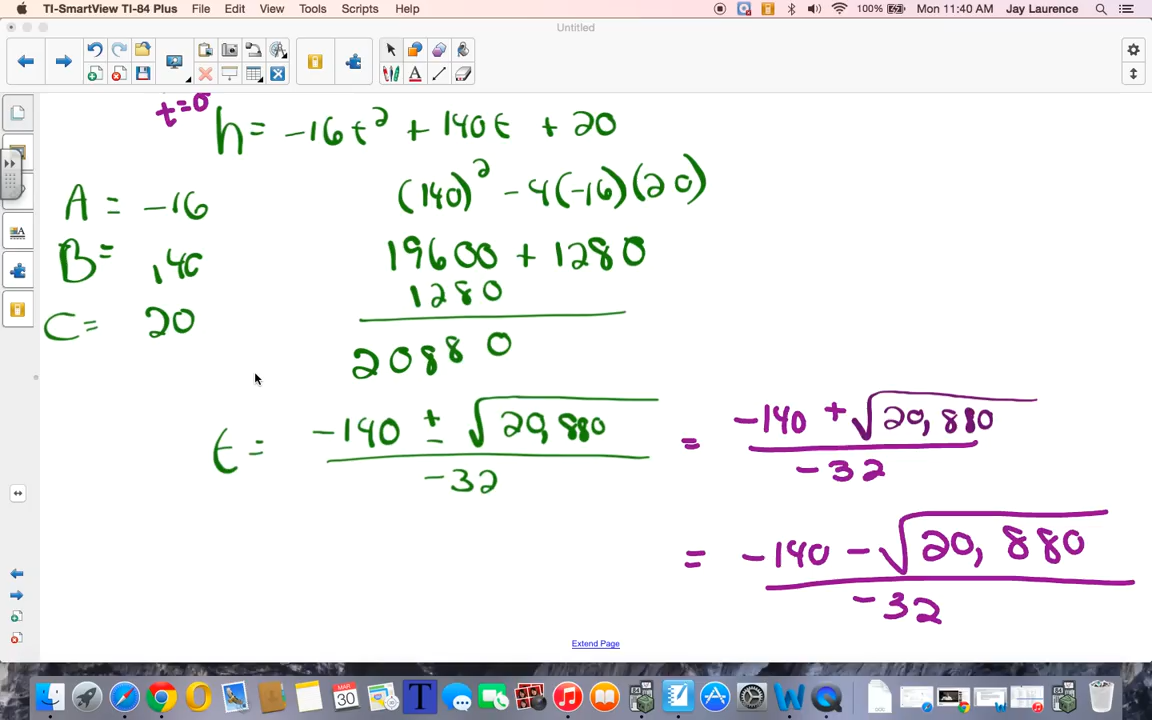 TI-SmartView TI-84 Plus File Edit View Tools Scripts Help 100% Mon 11:40 AM Jay Laurence
Untitled
t=0
h= -16t² + 140t + 20
(140)² - 4(-16)(20)
A = -16
19600 + 1280
B= 140
1280
C= 20
20880
t= -140 ± √20,880 / -32 = -140 + √20,880 / -32
= -140 - √20,880 / -32
Extend Page